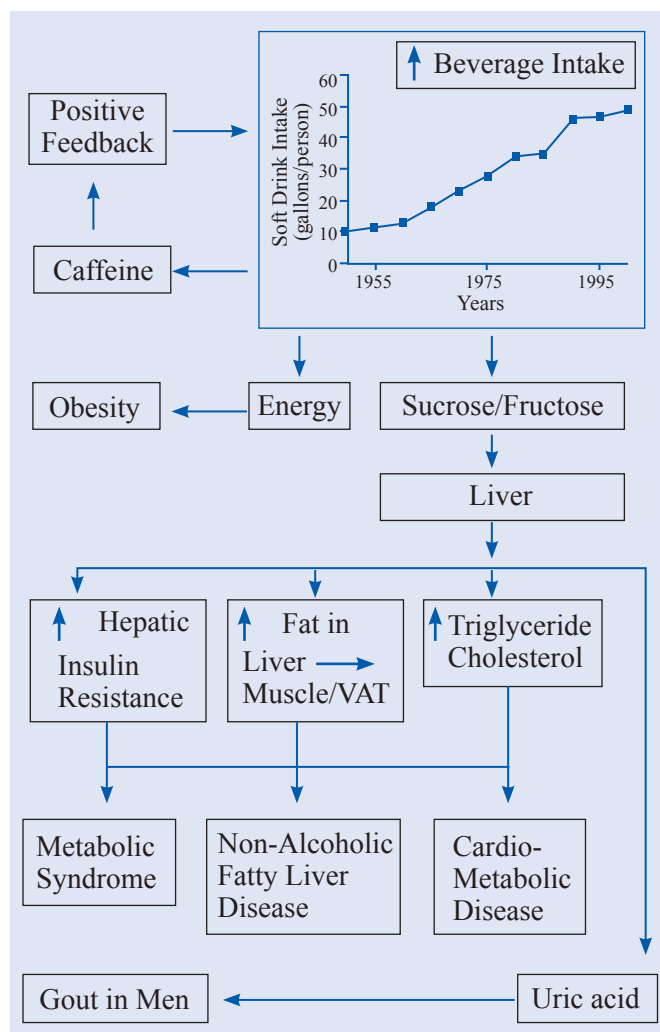 Beverage Intake
Positive
Feedback
Caffeine
Soft Drink Intake
(gallons/person)
60
50
40
30
20
10
0
1955
1975
1995
Years
Obesity
Energy
Sucrose/Fructose
Liver
Hepatic
Insulin
Resistance
Fat in
Liver
Muscle/VAT
Triglyceride
Cholesterol
Metabolic
Syndrome
Non-Alcoholic
Fatty Liver
Disease
Cardio-
Metabolic
Disease
Gout in Men
Uric acid